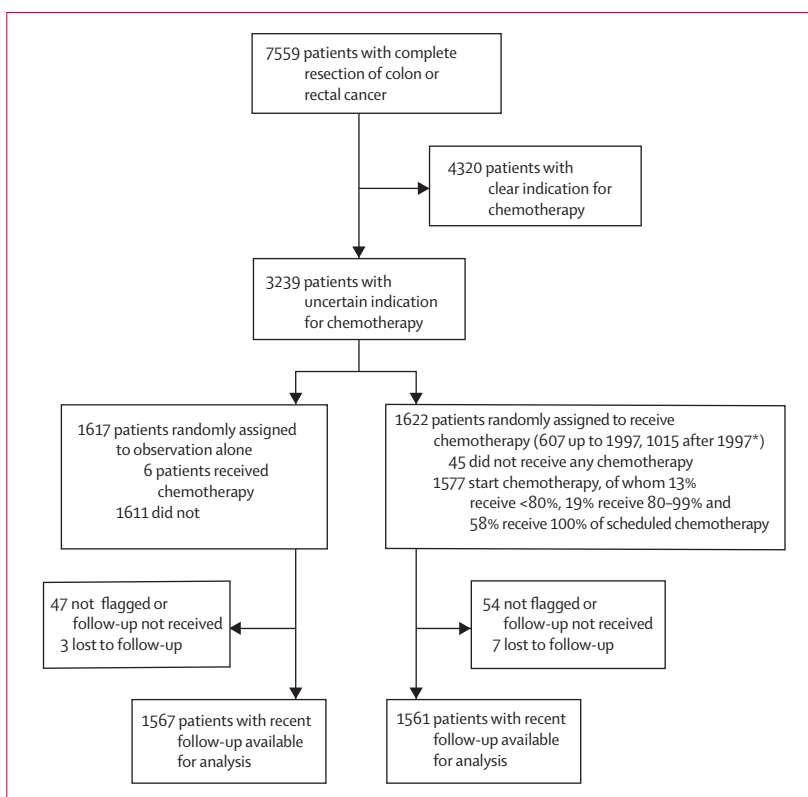 7559 patients with complete
resection of colon or
rectal cancer
4320 patients with
clear indication for
chemotherapy
3239 patients with
uncertain indication
for chemotherapy
1617 patients randomly assigned
to observation alone
6 patients received
chemotherapy
1611 did not
1622 patients randomly assigned to receive
chemotherapy (607 up to 1997, 1015 after 1997*)
45 did not receive any chemotherapy
1577 start chemotherapy, of whom 13%
receive <80%, 19% receive 80–99% and
58% receive 100% of scheduled chemotherapy
47 not flagged or
follow-up not received
3 lost to follow-up
54 not flagged or
follow-up not received
7 lost to follow-up
1567 patients with recent
follow-up available
for analysis
1561 patients with recent
follow-up available
for analysis